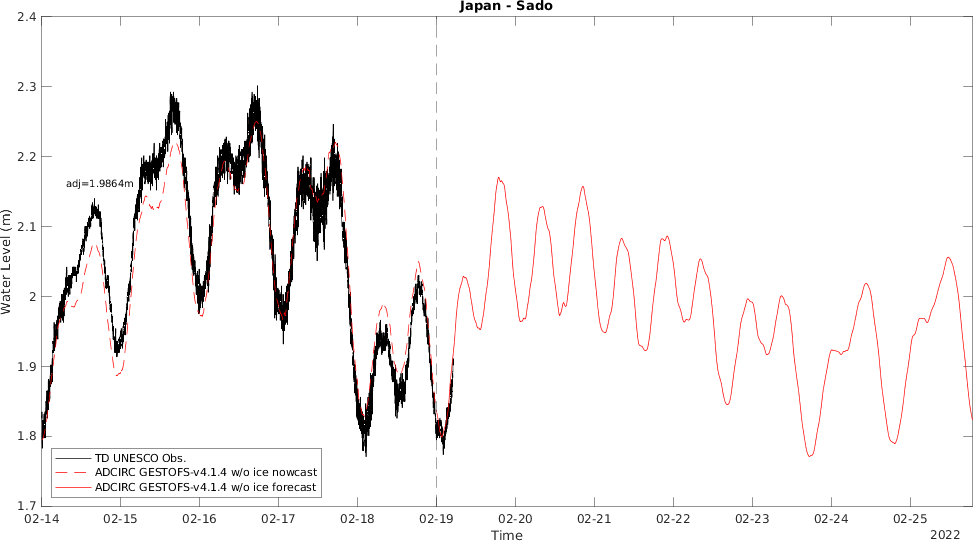 Japan - Sado
2.4
2.3
2.2
2.1
2
1.9
1.8
1.7
Water Level (m)
adj=1.9864m
TD UNESCO Obs.
ADCIRC GESTOFS-v4.1.4 w/o ice nowcast
ADCIRC GESTOFS-v4.1.4 w/o ice forecast
02-14 02-15 02-16 02-17 02-18 02-19 02-20 02-21 02-22 02-23 02-24 02-25
Time
2022